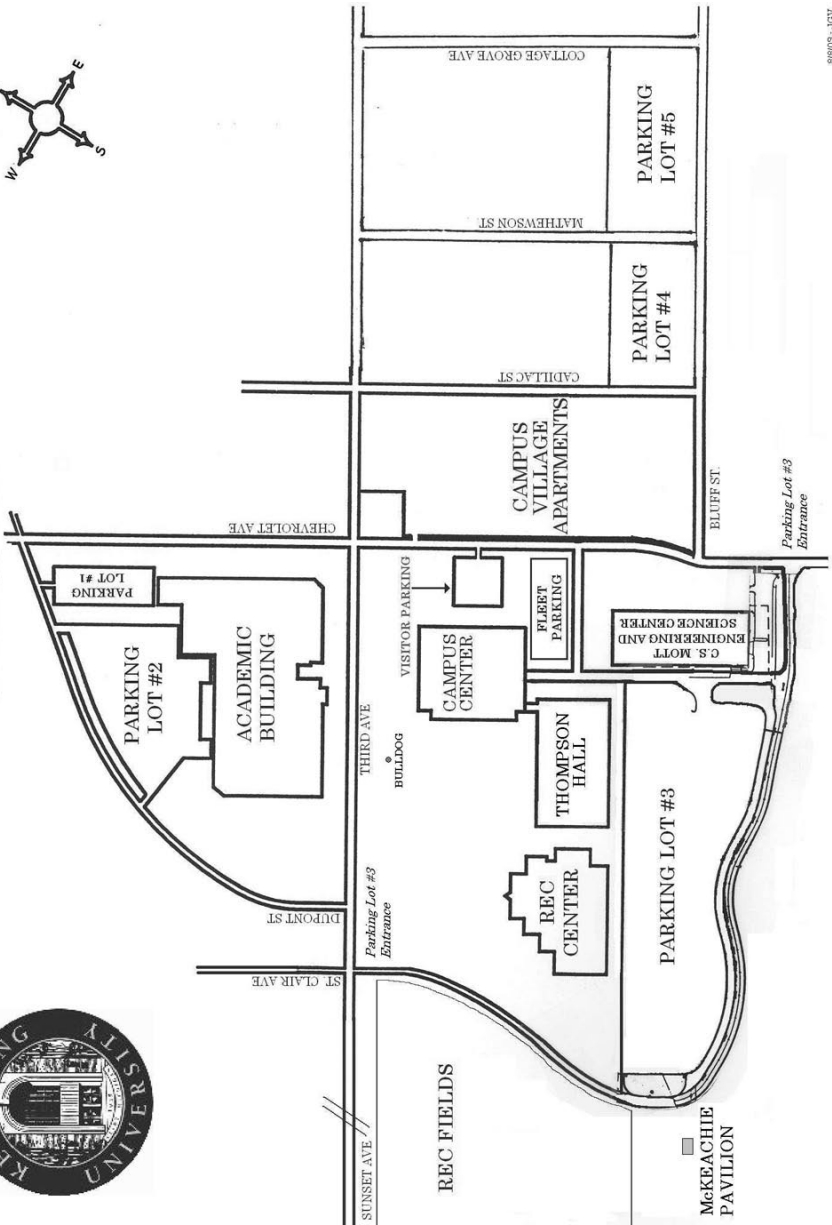 W
E
S
COTTAGE GROVE AVE
PARKING
LOT #5
MATHEWSON ST.
PARKING
LOT #4
CADILLAC ST
CAMPUS
VILLAGE
APARTMENTS
BLUFF ST.
Parking Lot #3
Entrance
CHEVROLET AVE
PARKING
LOT #1
PARKING
LOT #2
ACADEMIC
BUILDING
VISITOR PARKING
FLEET
PARKING
C.S. MOTT
ENGINEERING AND
SCIENCE CENTER
CAMPUS
CENTER
THIRD AVE
BULLDOG
THOMPSON
HALL
REC
CENTER
PARKING LOT #3
DUPONT ST
Parking Lot #3
Entrance
ST. CLAIR AVE
UNIVERSITY
SUNSET AVE
REC FIELDS
McKEACHIE
PAVILION